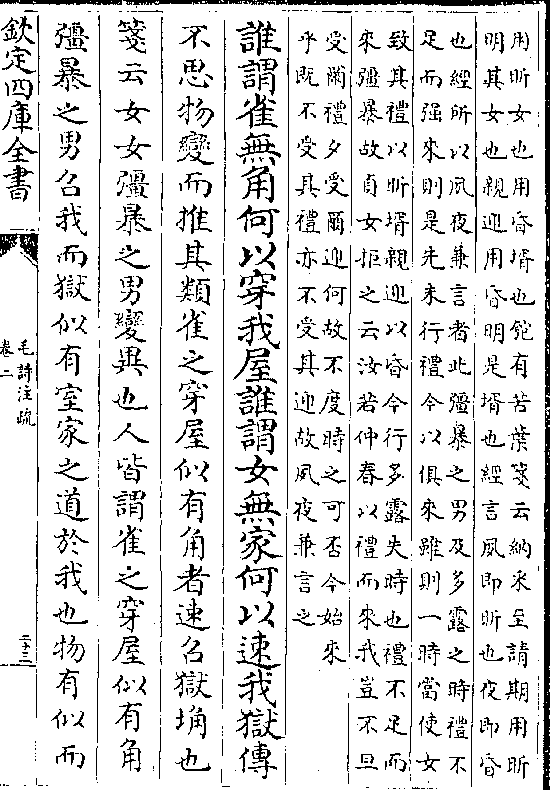 用昕女也用昏壻也匏有苦葉箋云納采至請期用昕
明其女也親迎用昏明是壻也經言夙即昕也夜即昏
也經所以夙夜兼言者此彊暴之男及多露之時禮不
足而强來則是先未行禮今以俱來雖則一時當使女
致其禮以昕壻親迎以昏今行多露失時也禮不足而
來彊暴故貞女拒之云汝若仲春以禮而來我豈不旦
受爾禮夕受爾迎何故不度時之可否今始來
乎既不受其禮亦不受其迎故夙夜兼言之
誰謂雀無角何以穿我屋誰謂女無家何以速我獄傳
不思物變而推其類雀之穿屋似有角者速召獄埆也
箋云女女彊暴之男變異也人皆謂雀之穿屋似有角
彊暴之男召我而獄似有室家之道於我也物有似而
欽定四庫全書
毛詩注疏
卷二